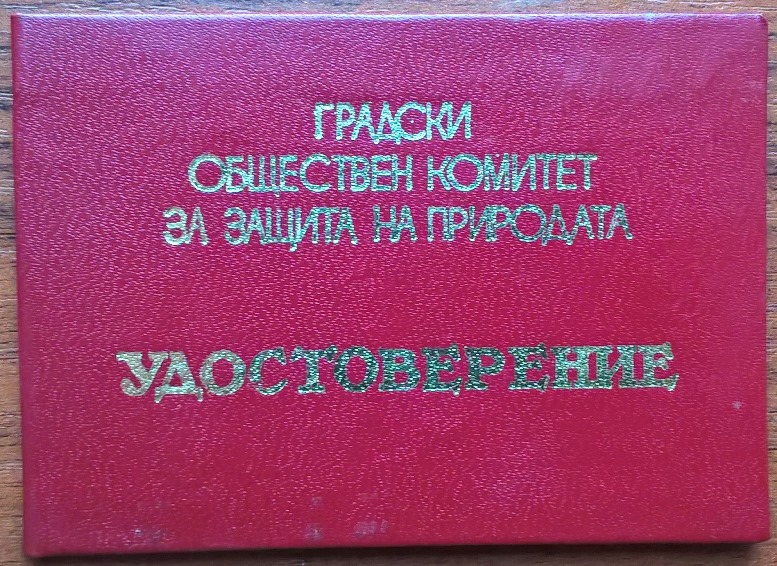 ГРАДСКИ
ОБЩЕСТВЕН КОМИТЕТ
ЗА ЗАЩИТА НА ПРИРОДАТА
УДОСТОВЕРЕНИЕ